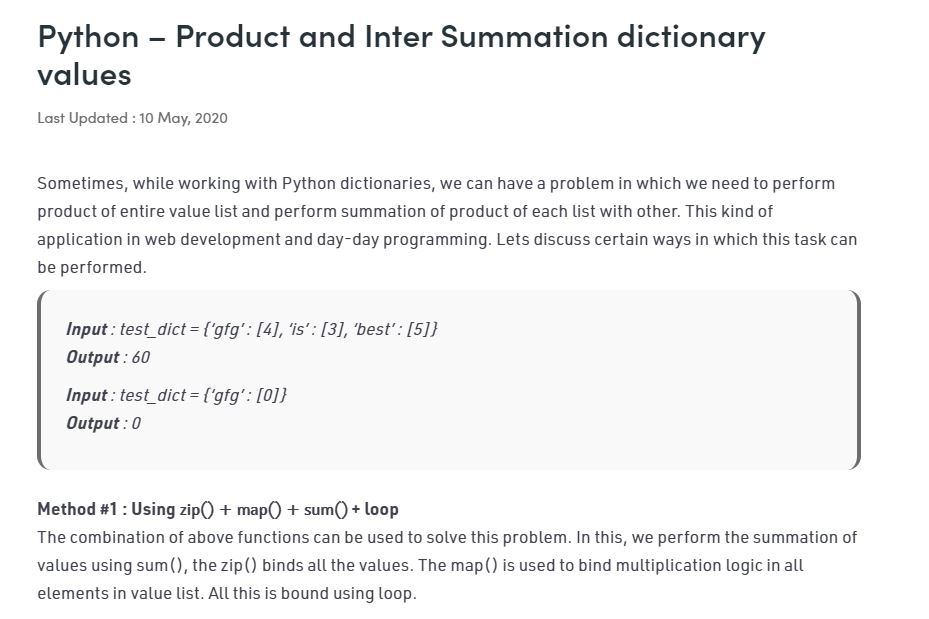 Python – Product and Inter Summation dictionary
values
Last Updated : 10 May, 2020
Sometimes, while working with Python dictionaries, we can have a problem in which we need to perform
product of entire value list and perform summation of product of each list with other. This kind of
application in web development and day-day programming. Lets discuss certain ways in which this task can
be performed.
Input : test_dict = {‘gfg’ : [4], ‘is’ : [3], ‘best’ : [5]}
Output : 60
Input : test_dict = {‘gfg’ : [0]}
Output : 0
Method #1 : Using zip() + map() + sum() + loop
The combination of above functions can be used to solve this problem. In this, we perform the summation of
values using sum(), the zip() binds all the values. The map() is used to bind multiplication logic in all
elements in value list. All this is bound using loop.